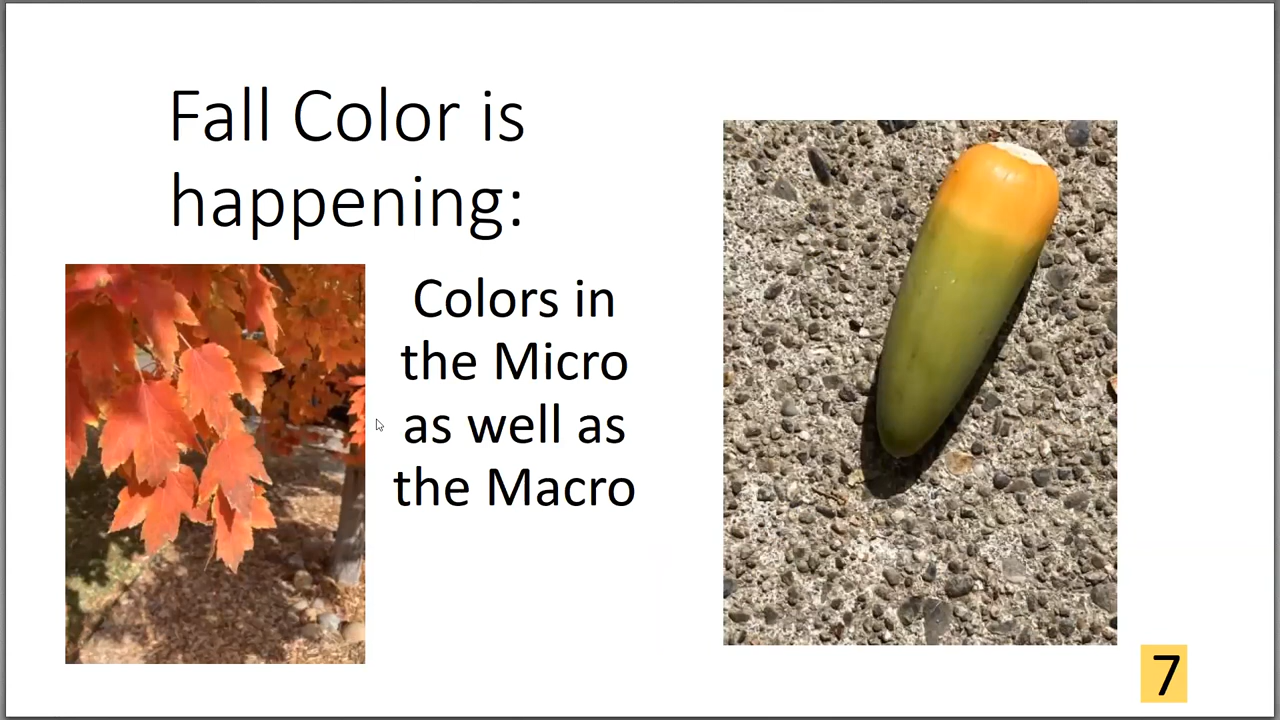 Fall Color is
happening:
Colors in
the Micro
as well as
the Macro
7